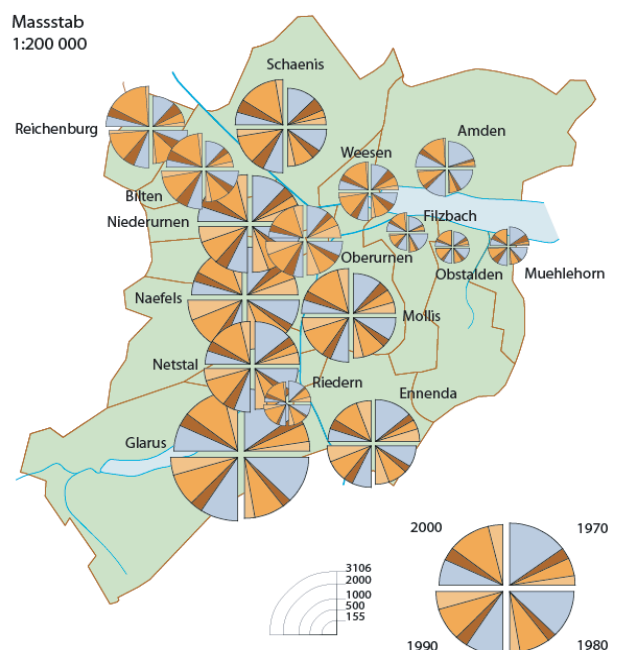 Massstab
1:200 000
Schaenis
Reichenburg
Amden
Weesen
Bilten
Niederurnen
Filzbach
Oberurnen
Obstalden
Muehlehorn
Naefels
Mollis
Netstal
Riedern
Ennenda
Glarus
2000
1970
3106
2000
1000
500
155
1990
1980